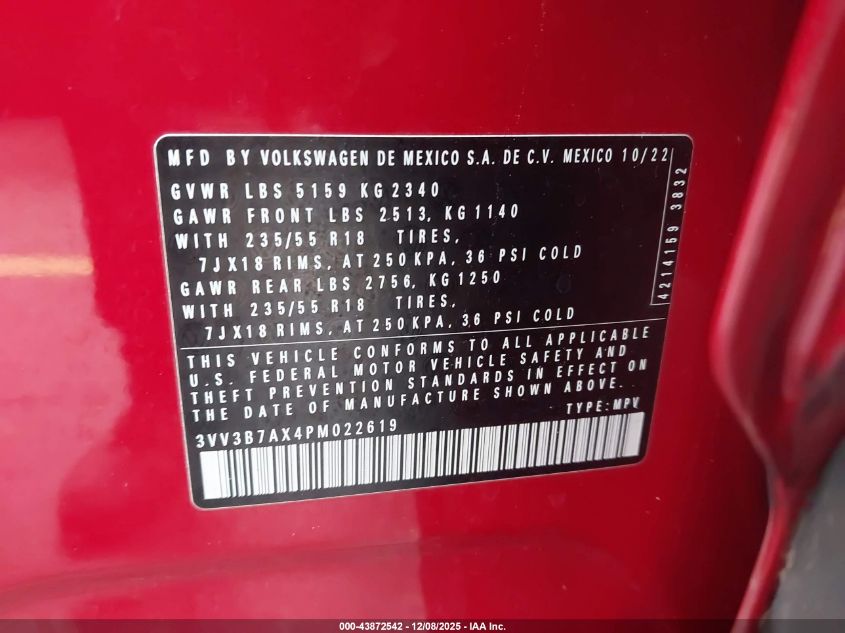 MFD BY VOLKSWAGEN DE MEXICO S.A. DE C.V. MEXICO 10/22
GVWR LBS 5159 KG 2340
GAWR FRONT LBS 2513, KG 1140
WITH 235/55 R18 TIRES,
7JX18 RIMS, AT 250 KPA, 36 PSI COLD
GAWR REAR LBS 2756, KG 1250
WITH 235/55 R18 TIRES,
7JX18 RIMS, AT 250 KPA, 36 PSI COLD
4214159 3832
THIS VEHICLE CONFORMS TO ALL APPLICABLE
U.S. FEDERAL MOTOR VEHICLE SAFETY AND
THEFT PREVENTION STANDARDS IN EFFECT ON
THE DATE OF MANUFACTURE SHOWN ABOVE.
TYPE: MPV
3VV3B7AX4PM022619
000-43872542 - 12/08/2025 - IAA Inc.